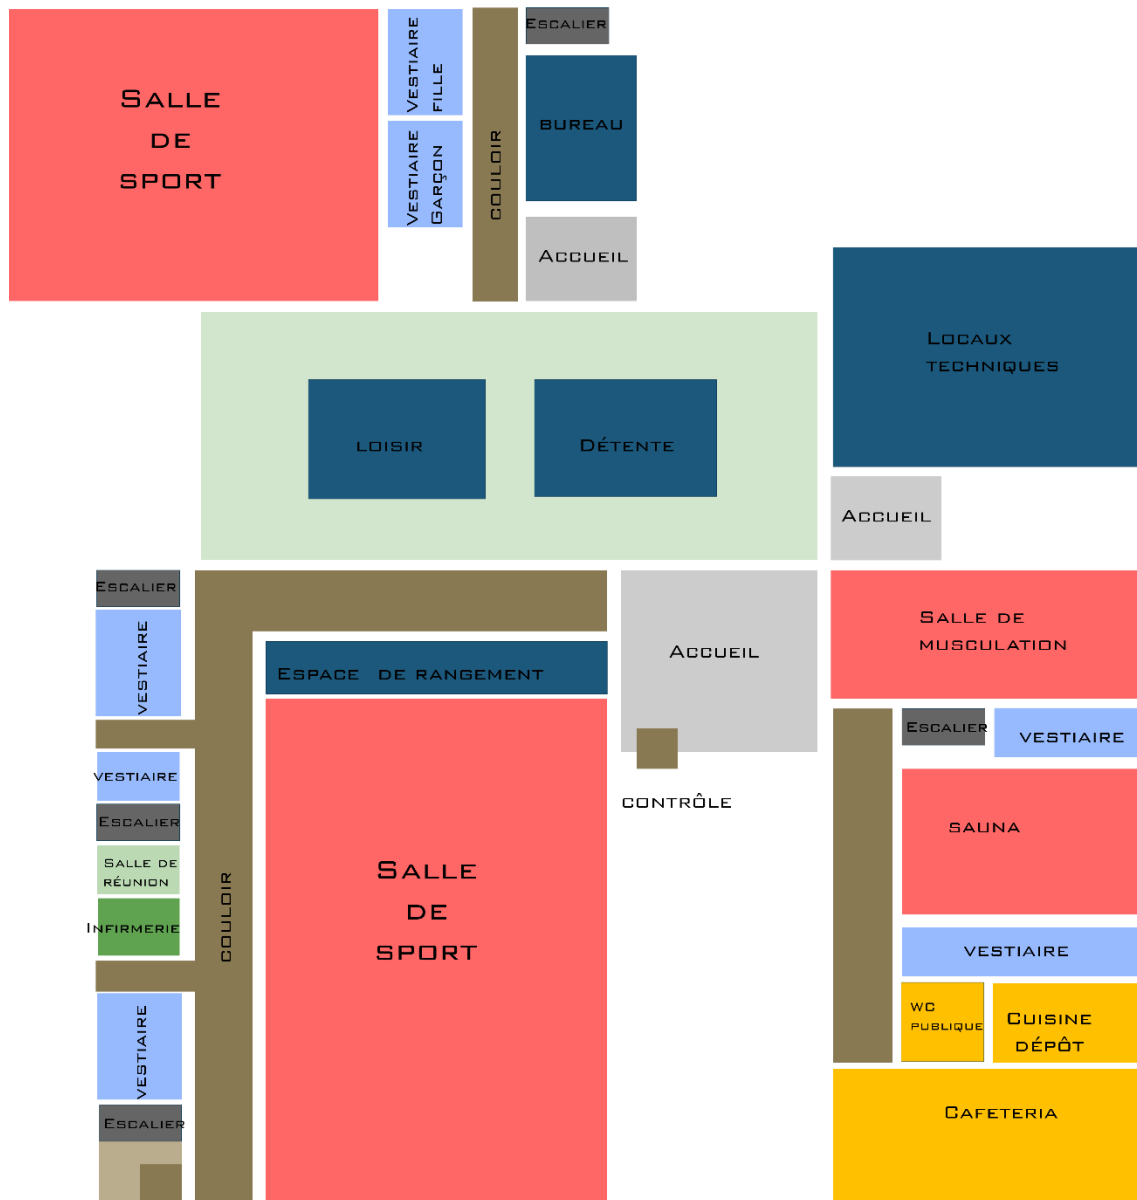 Salle
de
sport
Vestiaire
fille
Vestiaire
Garçon
couloir
Escalier
bureau
Accueil
Locaux
techniques
loisir
Détente
Accueil
Escalier
vestiaire
Espace de rangement
Accueil
Salle de
musculation
vestiaire
Escalier
Salle de
réunion
Infirmerie
couloir
vestiaire
Escalier
Salle
de
sport
contrôle
Escalier
vestiaire
sauna
vestiaire
wc
publique
Cuisine
dépôt
Cafeteria